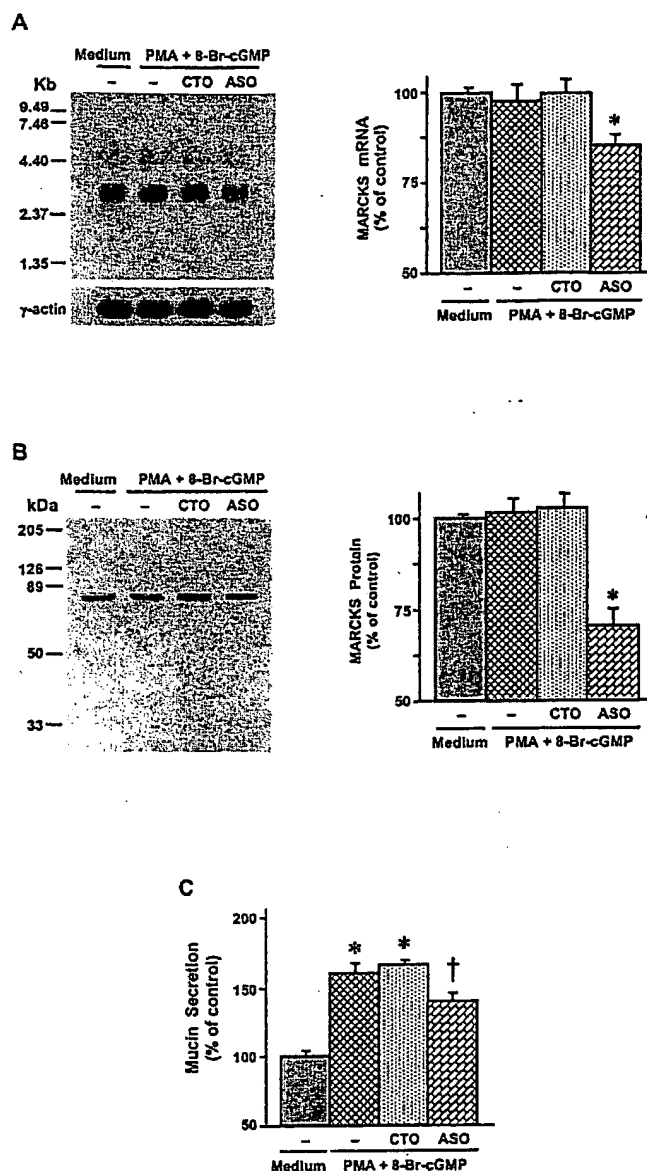 A
Medium PMA + 8-Br-cGMP
Kb – – CTO ASO
9.49
7.46
4.40
2.37
1.35
γ-actin
MARCKS mRNA
(% of control)
100
75
50
*
– – CTO ASO
Medium PMA + 8-Br-cGMP
B
Medium PMA + 8-Br-cGMP
kDa – – CTO ASO
205
126
89
50
33
MARCKS Protein
(% of control)
100
75
50
*
– – CTO ASO
Medium PMA + 8-Br-cGMP
C
Mucin Secretion
(% of control)
200
150
100
50
* * †
– – CTO ASO
Medium PMA + 8-Br-cGMP